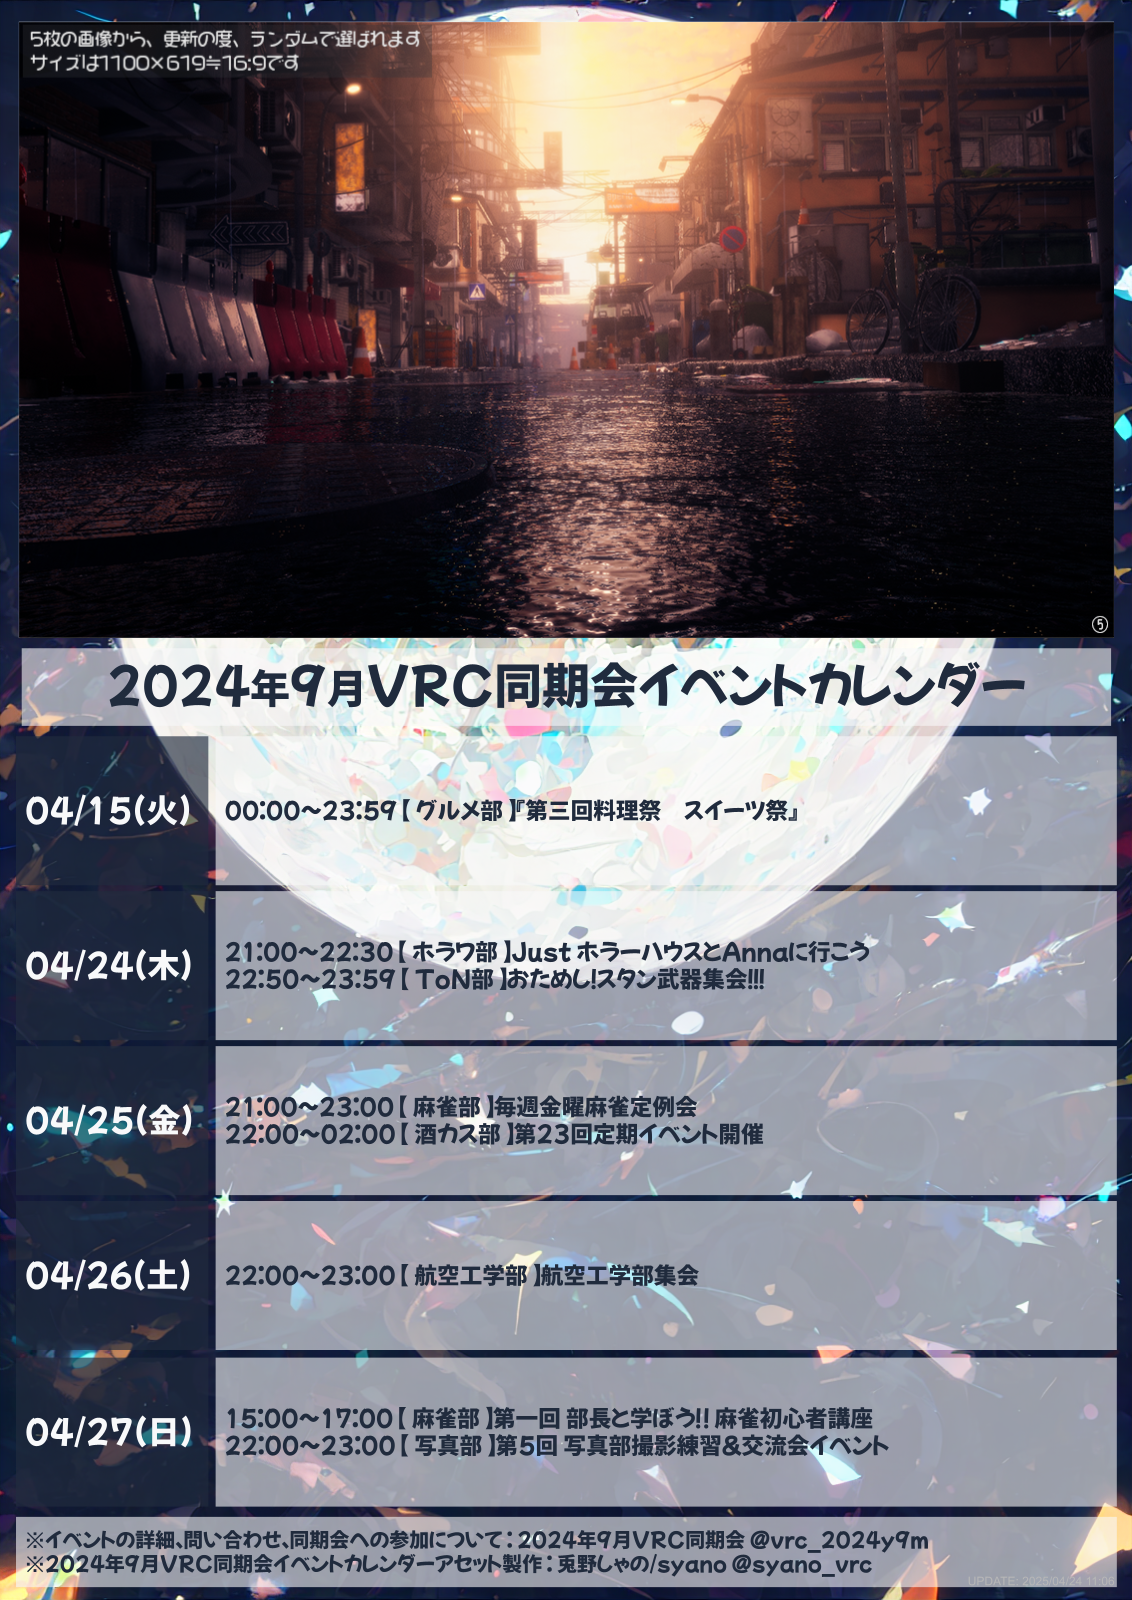 5枚の画像から、更新の度、ランダムで選ばれます
サイズは1100×619≒16:9です
⑤
2024年9月VRC同期会イベントカレンダー
04/15(火)
00:00～23:59【 グルメ部 】『第三回料理祭　スイーツ祭』
04/24(木)
21:00～22:30【 ホラワ部 】Just ホラーハウスとAnnaに行こう
22:50～23:59【 ToN部 】おためし!スタン武器集会!!!
04/25(金)
21:00～23:00【 麻雀部 】毎週金曜麻雀定例会
22:00～02:00【 酒カス部 】第23回定期イベント開催
04/26(土)
22:00～23:00【 航空工学部 】航空工学部集会
04/27(日)
15:00～17:00【 麻雀部 】第一回 部長と学ぼう!! 麻雀初心者講座
22:00～23:00【 写真部 】第5回 写真部撮影練習&交流会イベント
※イベントの詳細、問い合わせ、同期会への参加について：2024年9月VRC同期会 @vrc_2024y9m
※2024年9月VRC同期会イベントカレンダーアセット製作：兎野しゃの/syano @syano_vrc
UPDATE: 2025/04/24 11:06